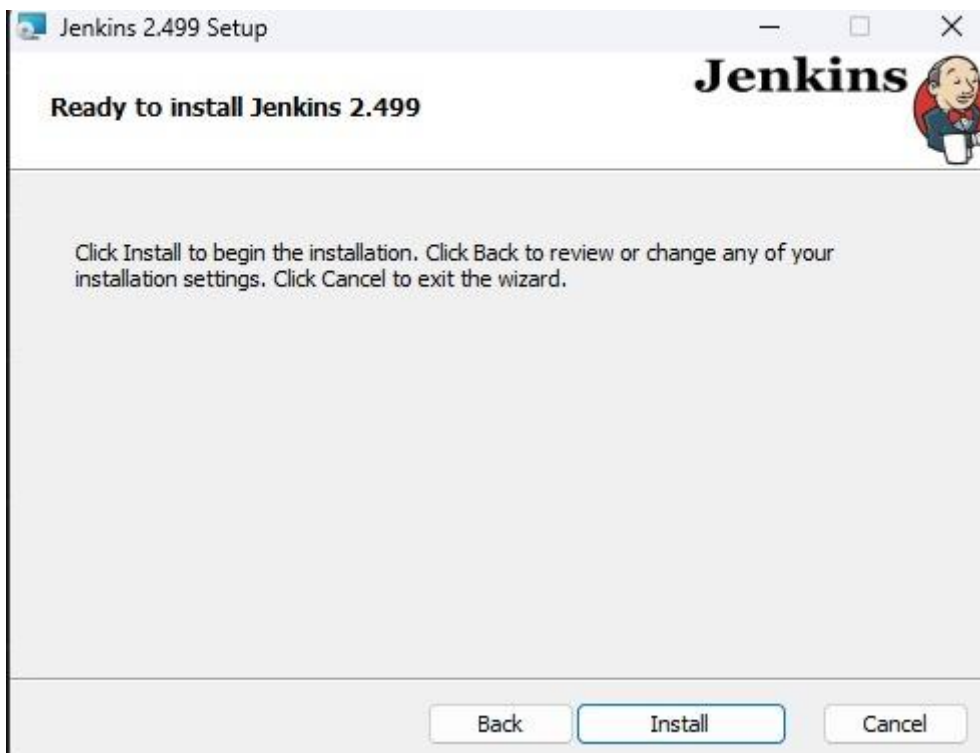 Jenkins 2.499 Setup
Jenkins
Ready to install Jenkins 2.499
Click Install to begin the installation. Click Back to review or change any of your
installation settings. Click Cancel to exit the wizard.
Back
Install
Cancel